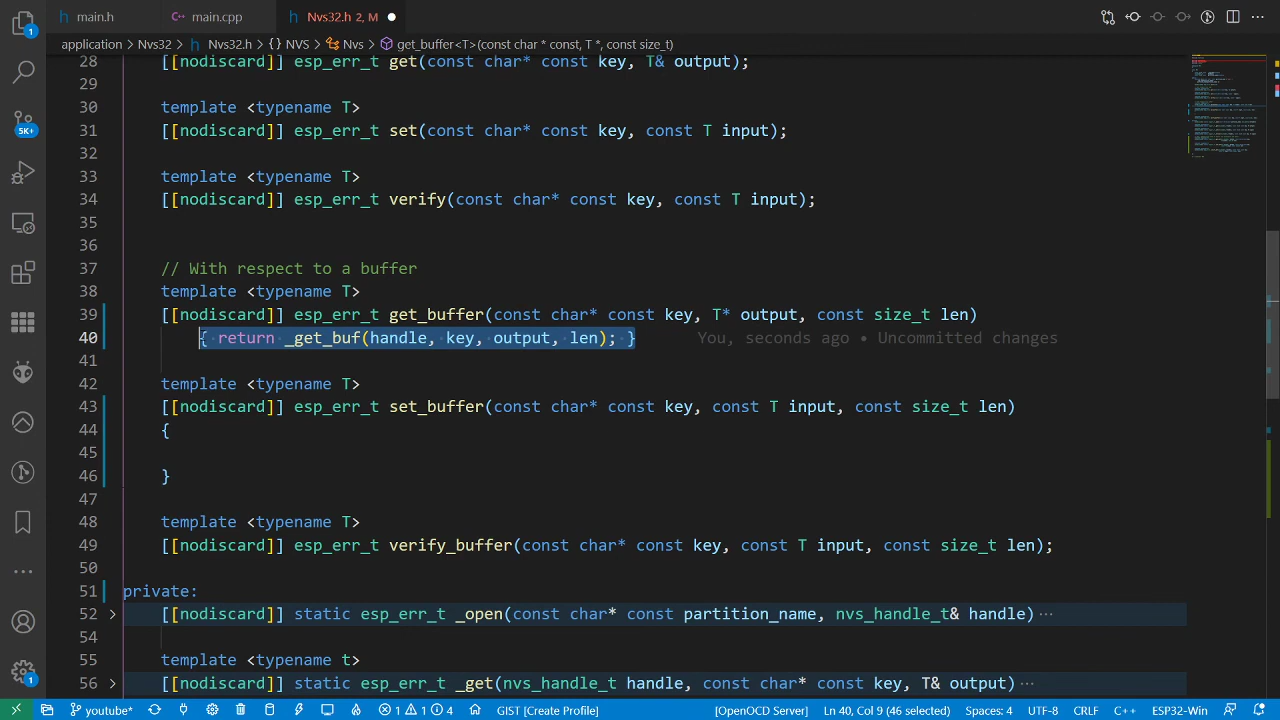 main.h main.cpp Nvs32.h 2, M
application > Nvs32 > Nvs32.h > {} NVS > Nvs > get_buffer<T>(const char * const, T *, const size_t)
28 [[nodiscard]] esp_err_t get(const char* const key, T& output);
29
30 template <typename T>
31 [[nodiscard]] esp_err_t set(const char* const key, const T input);
32
33 template <typename T>
34 [[nodiscard]] esp_err_t verify(const char* const key, const T input);
35
36
37 // With respect to a buffer
38 template <typename T>
39 [[nodiscard]] esp_err_t get_buffer(const char* const key, T* output, const size_t len)
40 { return _get_buf(handle, key, output, len); } You, seconds ago • Uncommitted changes
41
42 template <typename T>
43 [[nodiscard]] esp_err_t set_buffer(const char* const key, const T input, const size_t len)
44 {
45
46 }
47
48 template <typename T>
49 [[nodiscard]] esp_err_t verify_buffer(const char* const key, const T input, const size_t len);
50
51 private:
52 > [[nodiscard]] static esp_err_t _open(const char* const partition_name, nvs_handle_t& handle)···
54
55 template <typename t>
56 > [[nodiscard]] static esp_err_t _get(nvs_handle_t handle, const char* const key, T& output)···
1
5K+
1
youtube* 1 1 4 GIST [Create Profile] [OpenOCD Server] Ln 40, Col 9 (46 selected) Spaces: 4 UTF-8 CRLF C++ ESP32-Win